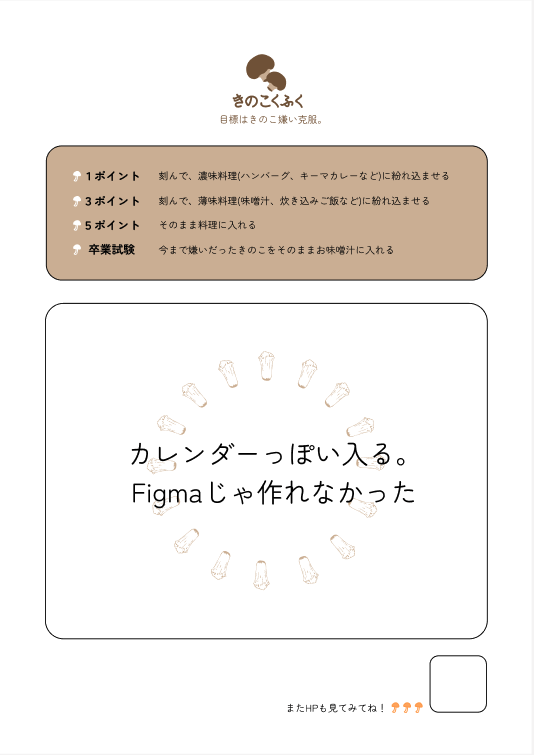 きのこくふく
目標はきのこ嫌い克服。
1ポイント 刻んで、濃味料理(ハンバーグ、キーマカレーなど)に紛れ込ませる
3ポイント 刻んで、薄味料理(味噌汁、炊き込みご飯など)に紛れ込ませる
5ポイント そのまま料理に入れる
卒業試験 今まで嫌いだったきのこをそのままお味噌汁に入れる
カレンダーっぽい入る。
Figmaじゃ作れなかった
またHPも見てみてね！